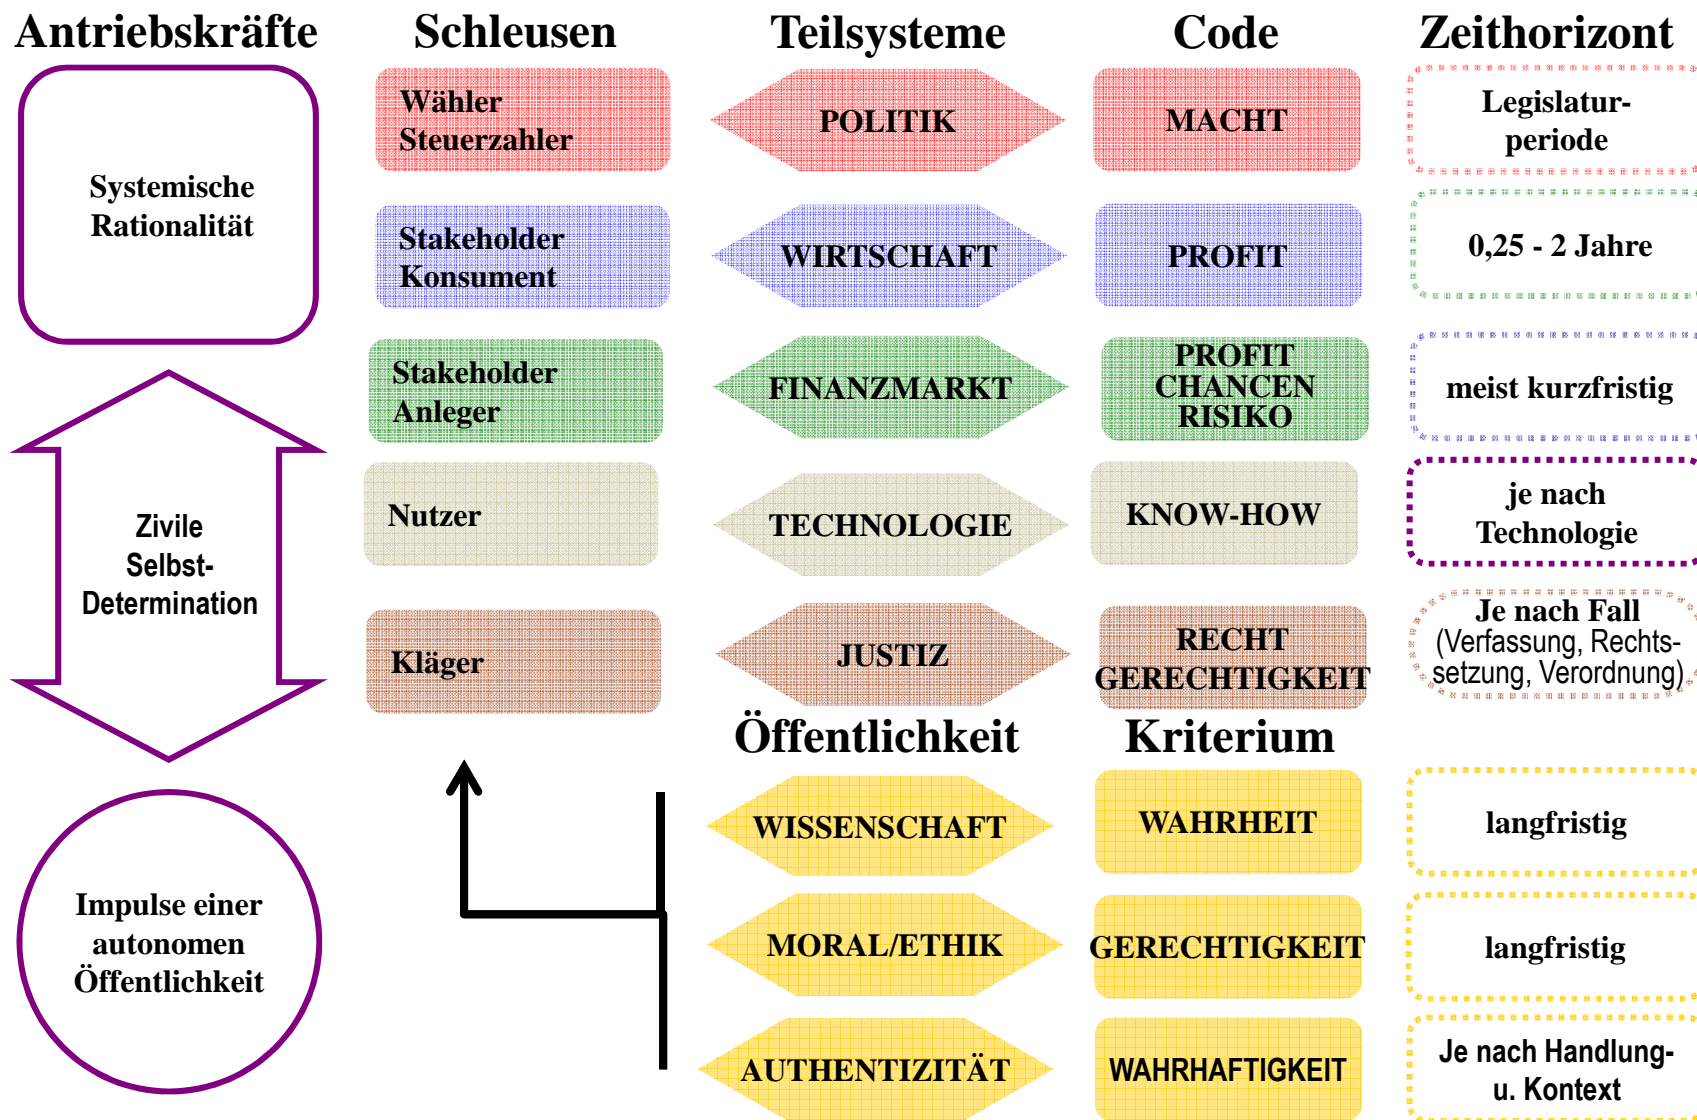 Antriebskräfte
Schleusen
Teilsysteme
Code
Zeithorizont
Systemische
Rationalität
Wähler
Steuerzahler
POLITIK
MACHT
Legislatur-
periode
Stakeholder
Konsument
WIRTSCHAFT
PROFIT
0,25 - 2 Jahre
Stakeholder
Anleger
FINANZMARKT
PROFIT
CHANCEN
RISIKO
meist kurzfristig
Zivile
Selbst-
Determination
Nutzer
TECHNOLOGIE
KNOW-HOW
je nach
Technologie
Kläger
JUSTIZ
RECHT
GERECHTIGKEIT
Je nach Fall
(Verfassung, Rechts-
setzung, Verordnung)
Öffentlichkeit
Kriterium
Impulse einer
autonomen
Öffentlichkeit
WISSENSCHAFT
WAHRHEIT
langfristig
MORAL/ETHIK
GERECHTIGKEIT
langfristig
AUTHENTIZITÄT
WAHRHAFTIGKEIT
Je nach Handlung-
u. Kontext